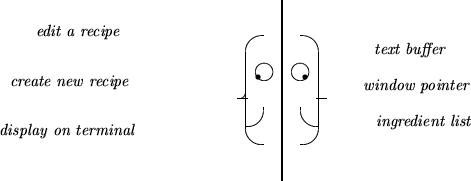 edit a recipe
create new recipe
display on terminal
text buffer
window pointer
ingredient list